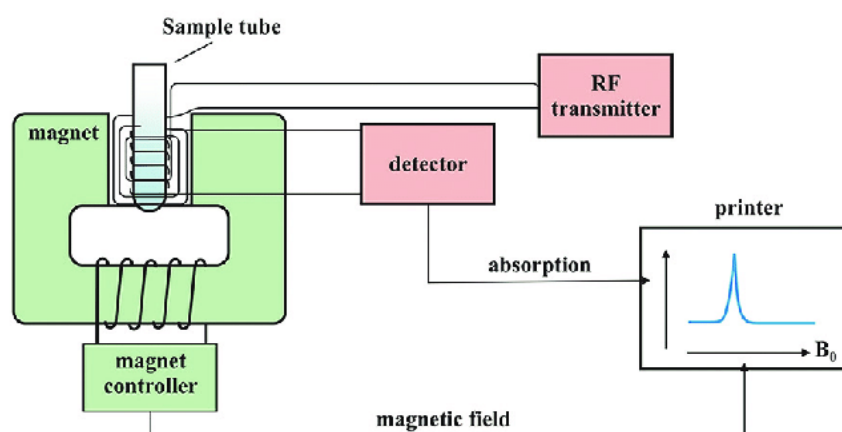 Sample tube
RF
transmitter
magnet
detector
printer
absorption
B₀
magnet
controller
magnetic field